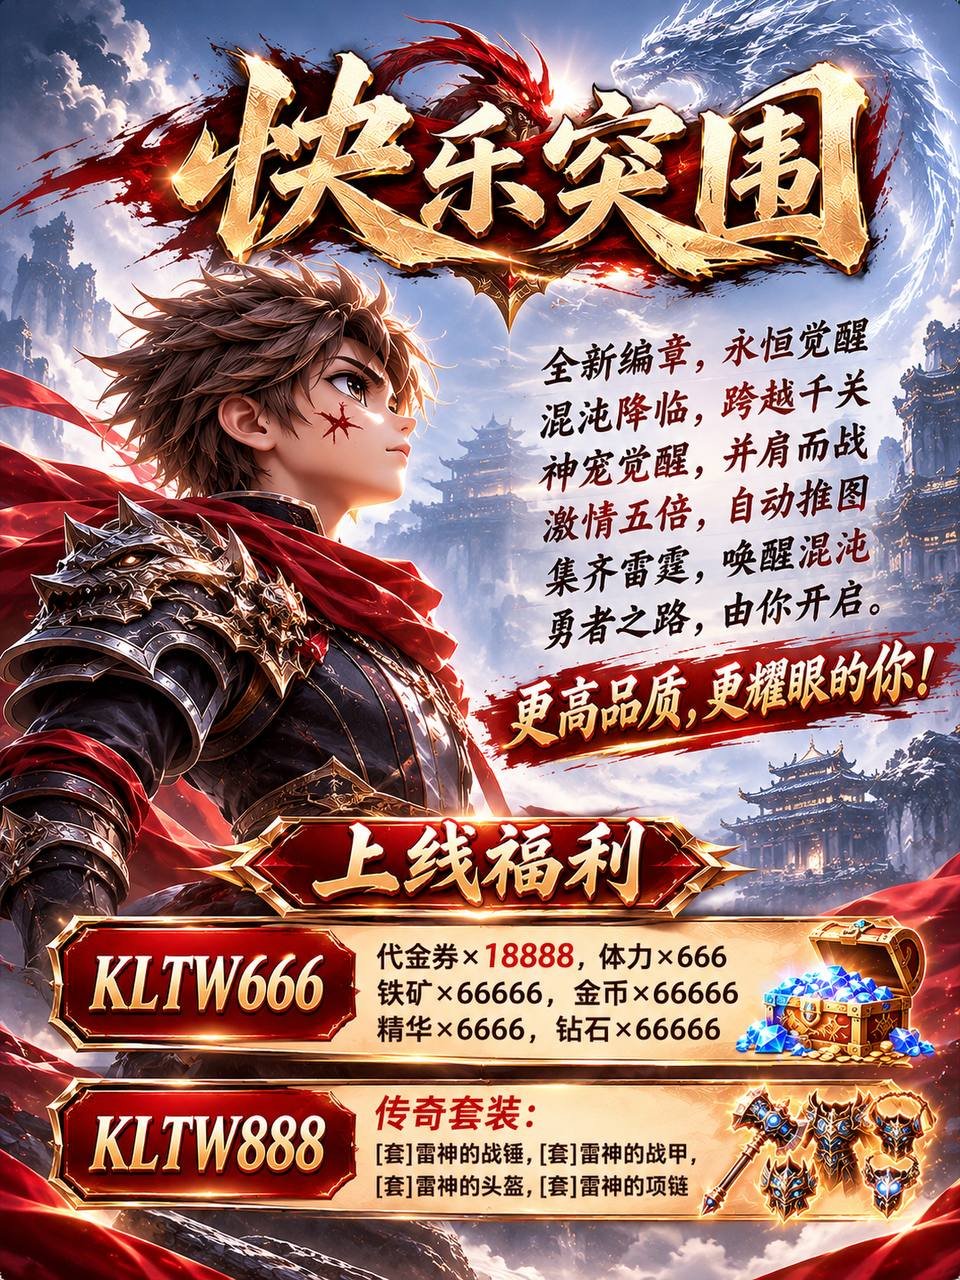 快乐突围
全新编章，永恒觉醒
混沌降临，跨越千关
神宠觉醒，并肩而战
激情五倍，自动推图
集齐雷霆，唤醒混沌
勇者之路，由你开启。
更高品质，更耀眼的你！
上线福利
KLTW666
代金券×18888，体力×666
铁矿×66666，金币×66666
精华×6666，钻石×66666
KLTW888
传奇套装：
[套]雷神的战锤，[套]雷神的战甲，
[套]雷神的头盔，[套]雷神的项链